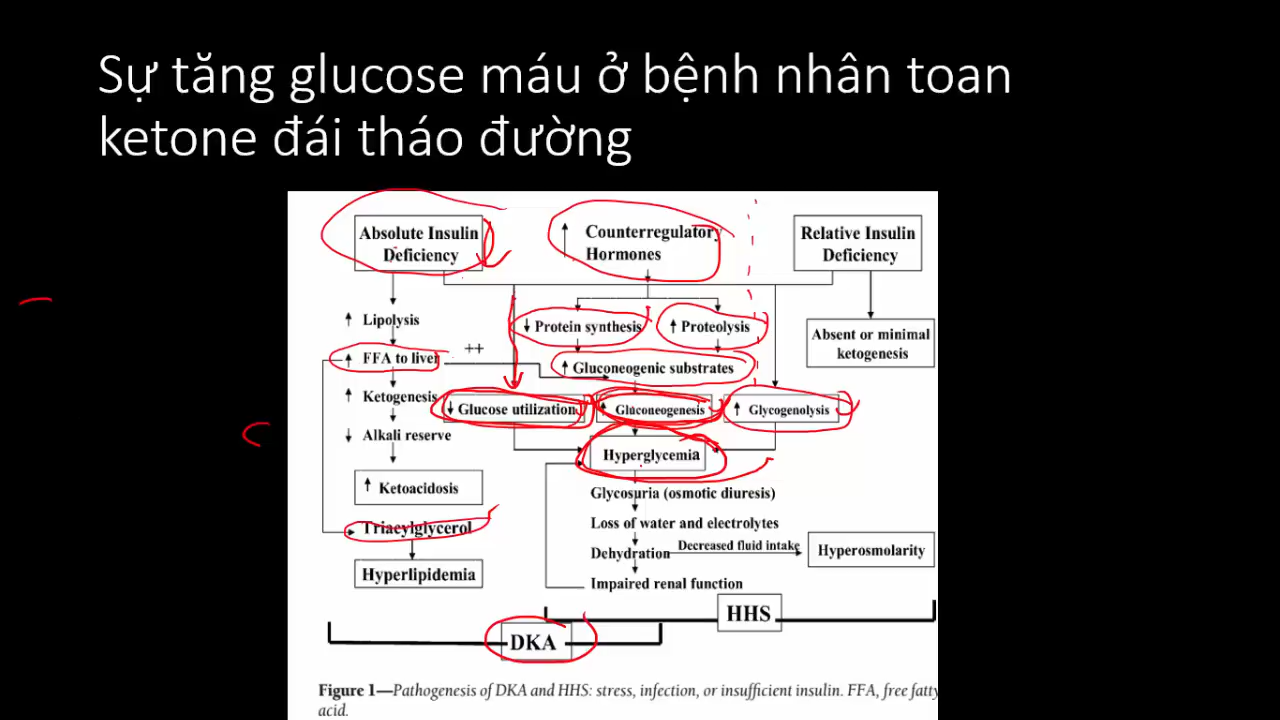 Sự tăng glucose máu ở bệnh nhân toan
ketone đái tháo đường
Absolute Insulin
Deficiency
↑ Counterregulatory
Hormones
Relative Insulin
Deficiency
↑ Lipolysis
↓ Protein synthesis
↑ Proteolysis
Absent or minimal
ketogenesis
↑ FFA to liver
++
↑ Gluconeogenic substrates
↑ Ketogenesis
↓ Glucose utilization
↑ Gluconeogenesis
↑ Glycogenolysis
↓ Alkali reserve
Hyperglycemia
↑ Ketoacidosis
Glycosuria (osmotic diuresis)
Loss of water and electrolytes
Triacylglycerol
Dehydration
Decreased fluid intake
Hyperosmolarity
Hyperlipidemia
Impaired renal function
HHS
DKA
Figure 1—Pathogenesis of DKA and HHS: stress, infection, or insufficient insulin. FFA, free fatty
acid.